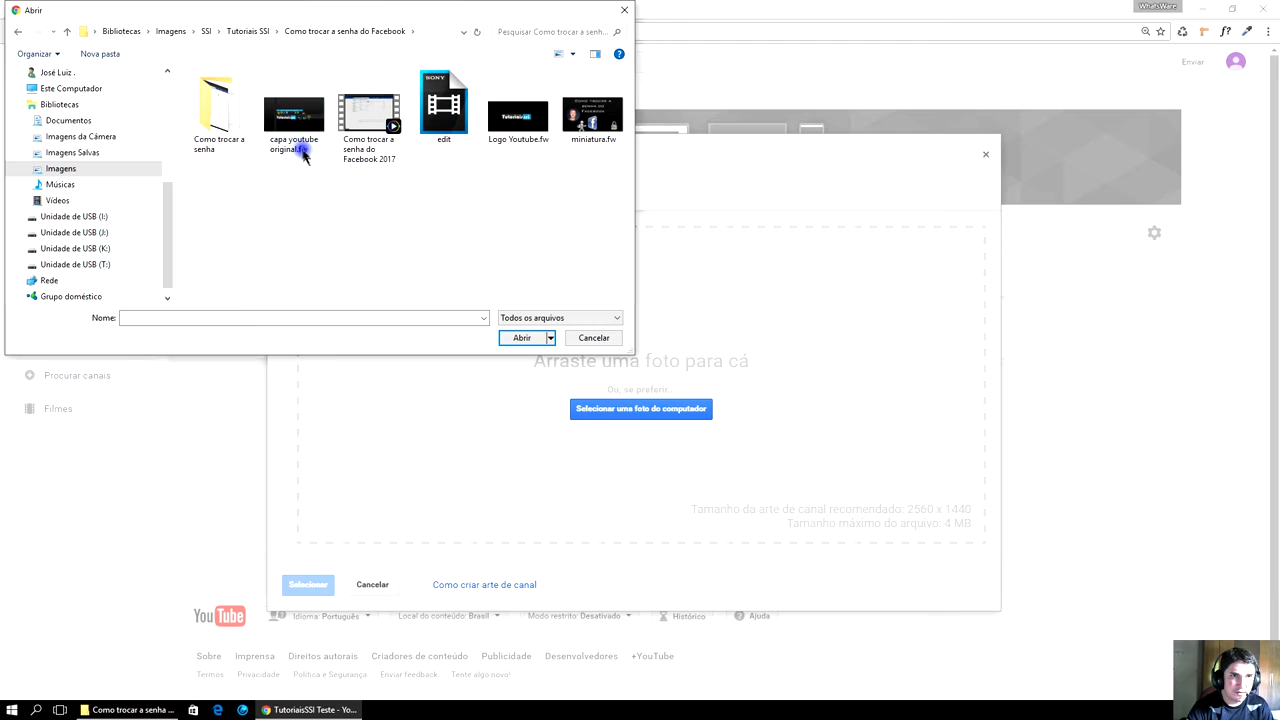 Abrir
WhatsWare
Bibliotecas > Imagens > SSI > Tutoriais SSI > Como trocar a senha do Facebook >
Pesquisar Como trocar a senh...
Organizar
Nova pasta
José Luiz .
Este Computador
Bibliotecas
Documentos
Imagens da Câmera
Imagens Salvas
Imagens
Músicas
Vídeos
Unidade de USB (I:)
Unidade de USB (J:)
Unidade de USB (K:)
Unidade de USB (T:)
Rede
Grupo doméstico
SONY
Como trocar a
senha
capa youtube
original.fw
Como trocar a
senha do
Facebook 2017
edit
Logo Youtube.fw
miniatura.fw
Nome:
Todos os arquivos
Abrir
Cancelar
Enviar
Procurar canais
Filmes
Arraste uma foto para cá
Ou, se preferir...
Selecionar uma foto do computador
Tamanho da arte de canal recomendado: 2560 x 1440
Tamanho máximo do arquivo: 4 MB
Selecionar
Cancelar
Como criar arte de canal
YouTube
Idioma: Português
Local do conteúdo: Brasil
Modo restrito: Desativado
Histórico
Ajuda
Sobre
Imprensa
Direitos autorais
Criadores de conteúdo
Publicidade
Desenvolvedores
+YouTube
Termos
Privacidade
Política e Segurança
Enviar feedback
Tente algo novo!
Como trocar a senha ...
TutoriaisSSI Teste - Yo...